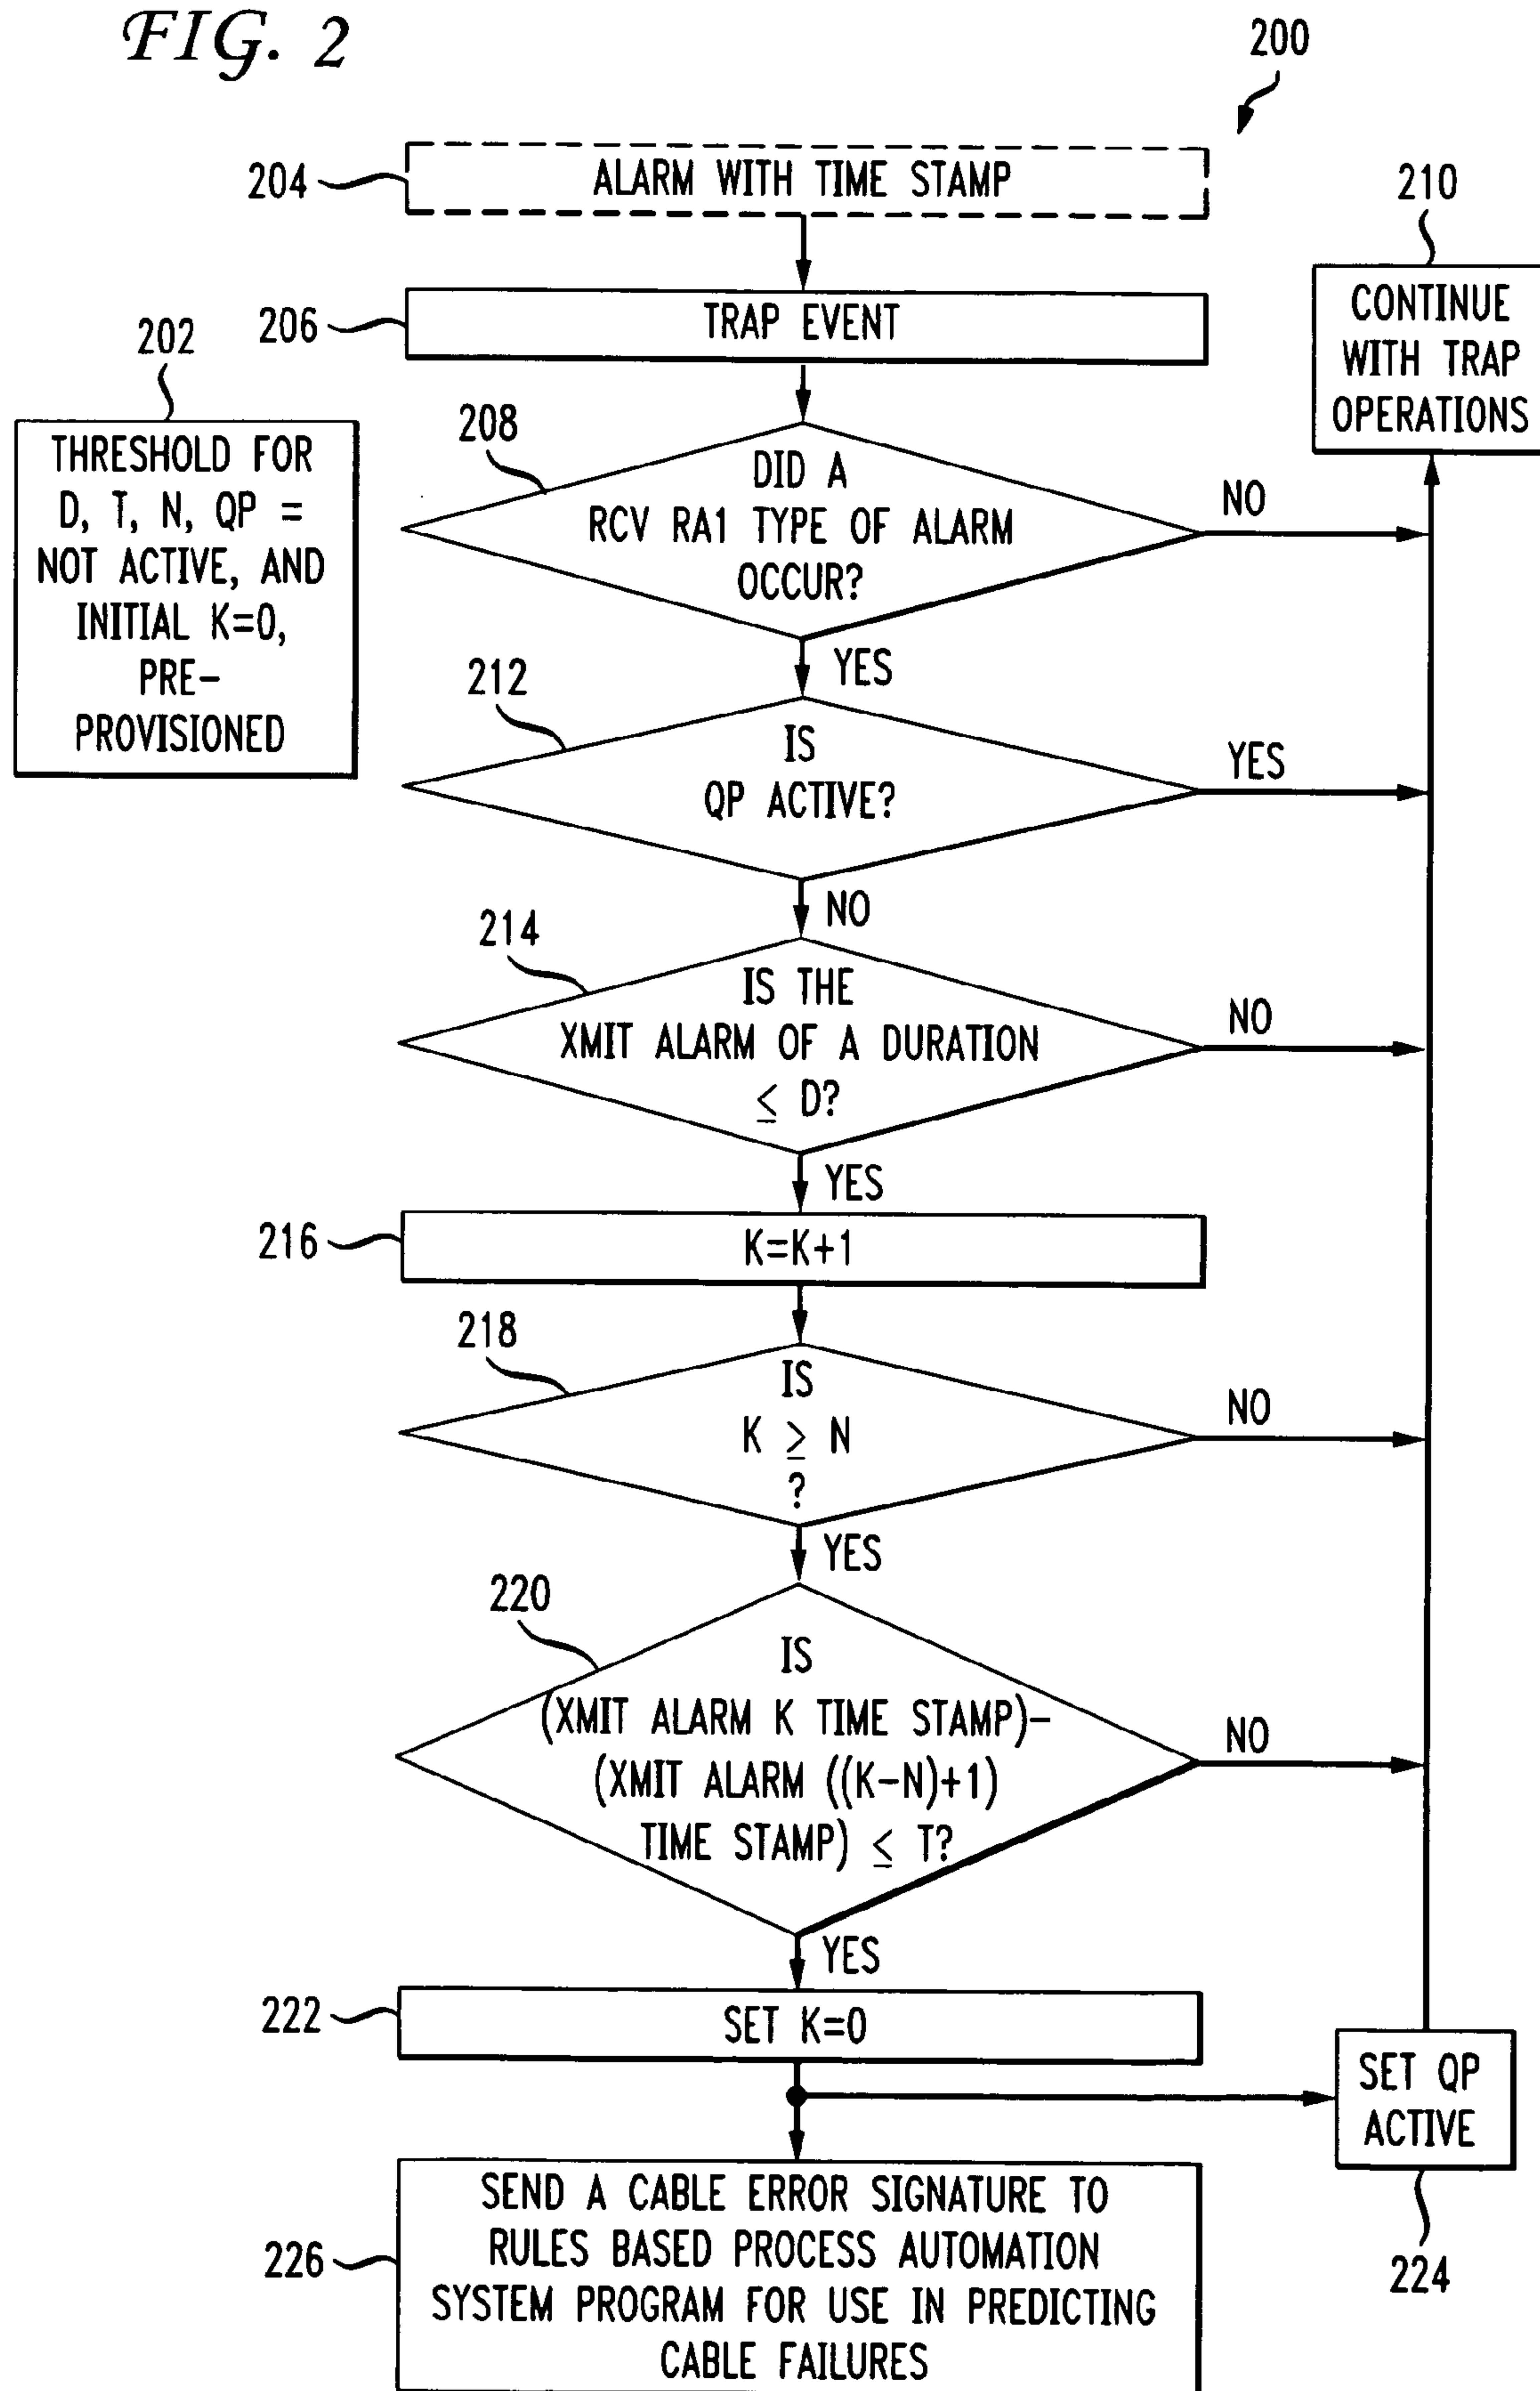 FIG. 2
200
204
ALARM WITH TIME STAMP
210
CONTINUE
WITH TRAP
OPERATIONS
206
TRAP EVENT
202
THRESHOLD FOR
D, T, N, QP =
NOT ACTIVE, AND
INITIAL K=0,
PRE-
PROVISIONED
208
DID A
RCV RA1 TYPE OF ALARM
OCCUR?
NO
YES
212
IS
QP ACTIVE?
YES
NO
214
IS THE
XMIT ALARM OF A DURATION
≤ D?
NO
YES
216
K=K+1
218
IS
K ≥ N
?
NO
YES
220
IS
(XMIT ALARM K TIME STAMP)-
(XMIT ALARM ((K-N)+1)
TIME STAMP) ≤ T?
NO
YES
222
SET K=0
SET QP
ACTIVE
224
226
SEND A CABLE ERROR SIGNATURE TO
RULES BASED PROCESS AUTOMATION
SYSTEM PROGRAM FOR USE IN PREDICTING
CABLE FAILURES